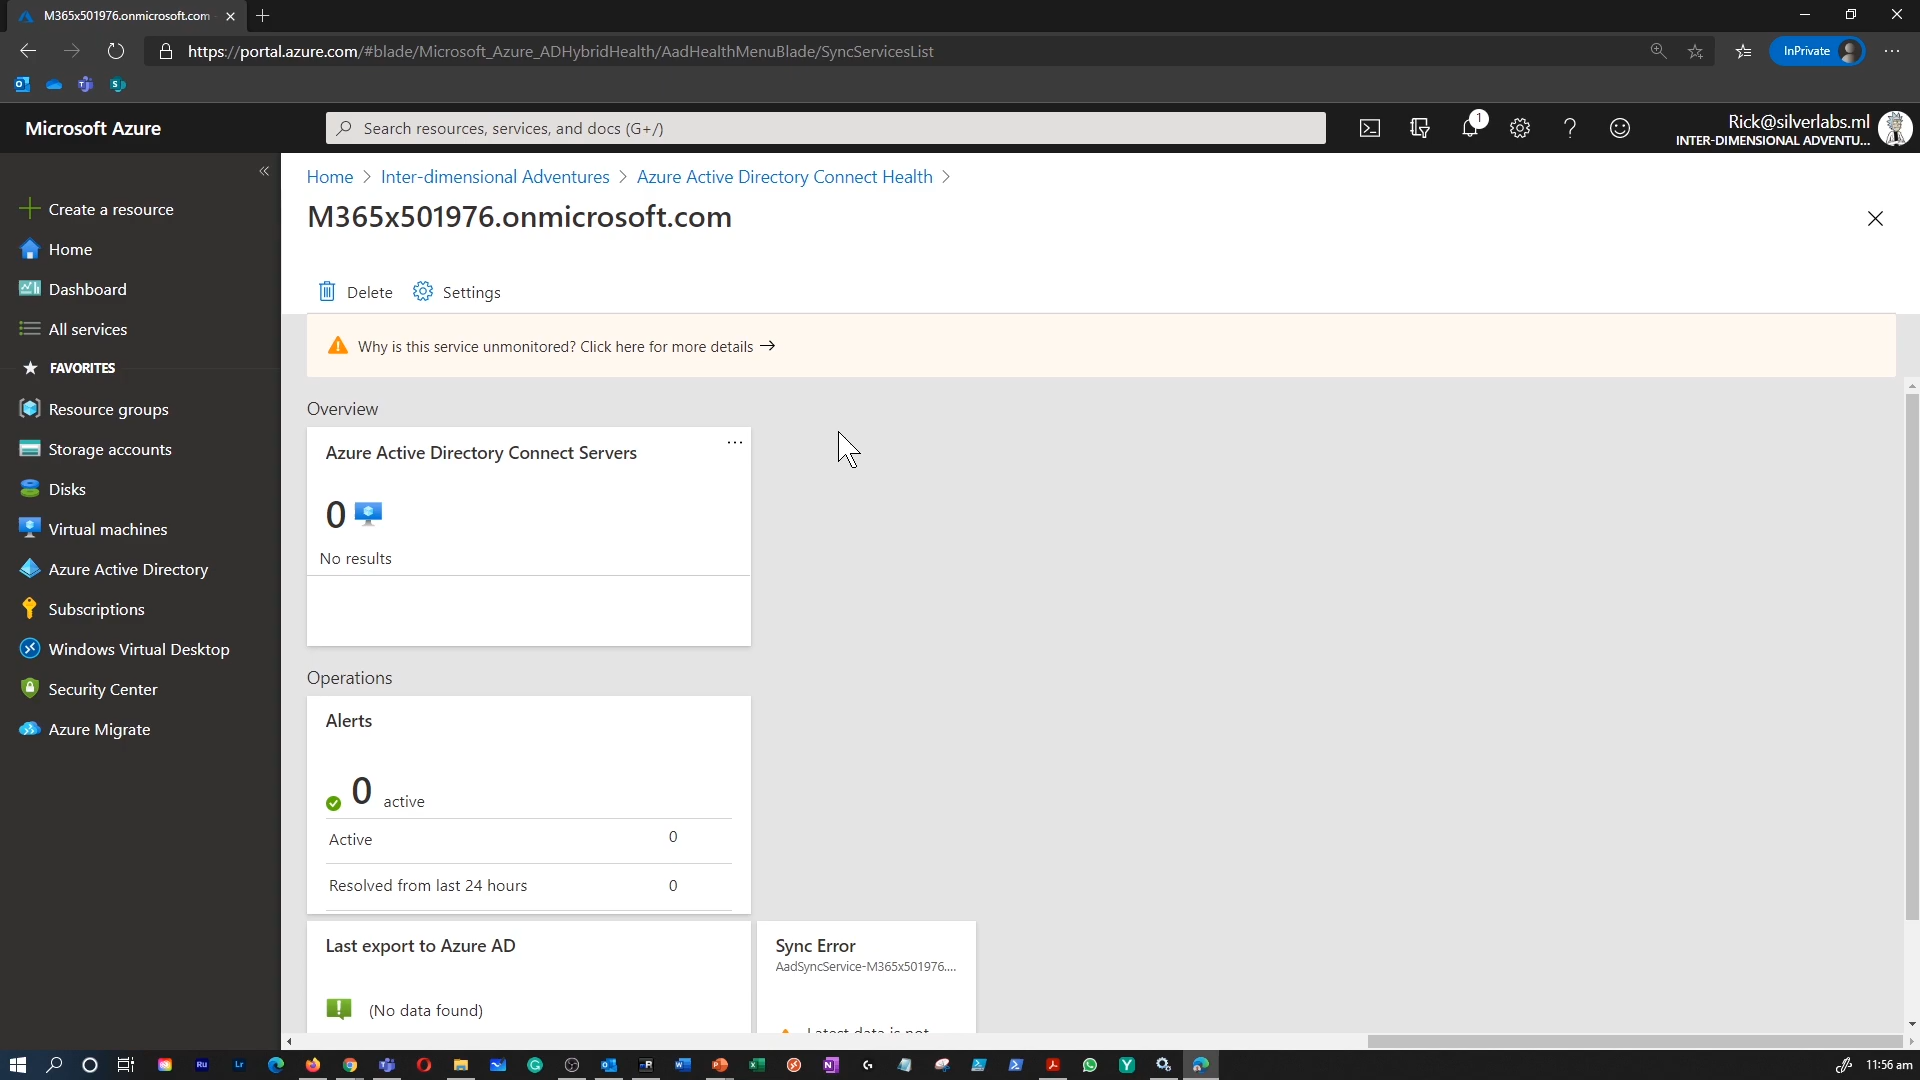 M365x501976.onmicrosoft.com
https://portal.azure.com/#blade/Microsoft_Azure_ADHybridHealth/AadHealthMenuBlade/SyncServicesList
InPrivate
Microsoft Azure
Search resources, services, and docs (G+/)
1
Rick@silverlabs.ml
INTER-DIMENSIONAL ADVENTU...
Create a resource
Home
Dashboard
All services
FAVORITES
Resource groups
Storage accounts
Disks
Virtual machines
Azure Active Directory
Subscriptions
Windows Virtual Desktop
Security Center
Azure Migrate
Home > Inter-dimensional Adventures > Azure Active Directory Connect Health >
M365x501976.onmicrosoft.com
Delete
Settings
Why is this service unmonitored? Click here for more details →
Overview
Azure Active Directory Connect Servers
...
0
No results
Operations
Alerts
0 active
Active 0
Resolved from last 24 hours 0
Last export to Azure AD
(No data found)
Sync Error
AadSyncService-M365x501976....
Latest data is not
11:56 am